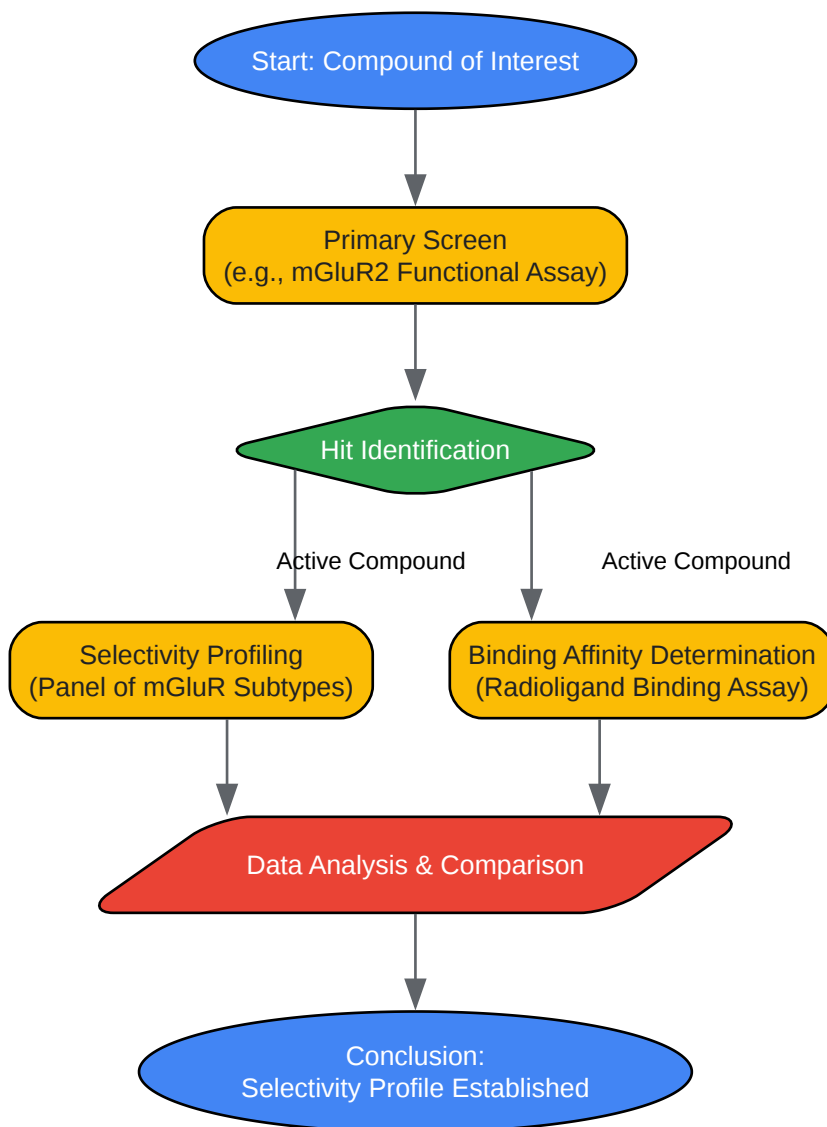 Start: Compound of Interest
Primary Screen
(e.g., mGluR2 Functional Assay)
Hit Identification
Active Compound
Active Compound
Selectivity Profiling
(Panel of mGluR Subtypes)
Binding Affinity Determination
(Radioligand Binding Assay)
Data Analysis & Comparison
Conclusion:
Selectivity Profile Established